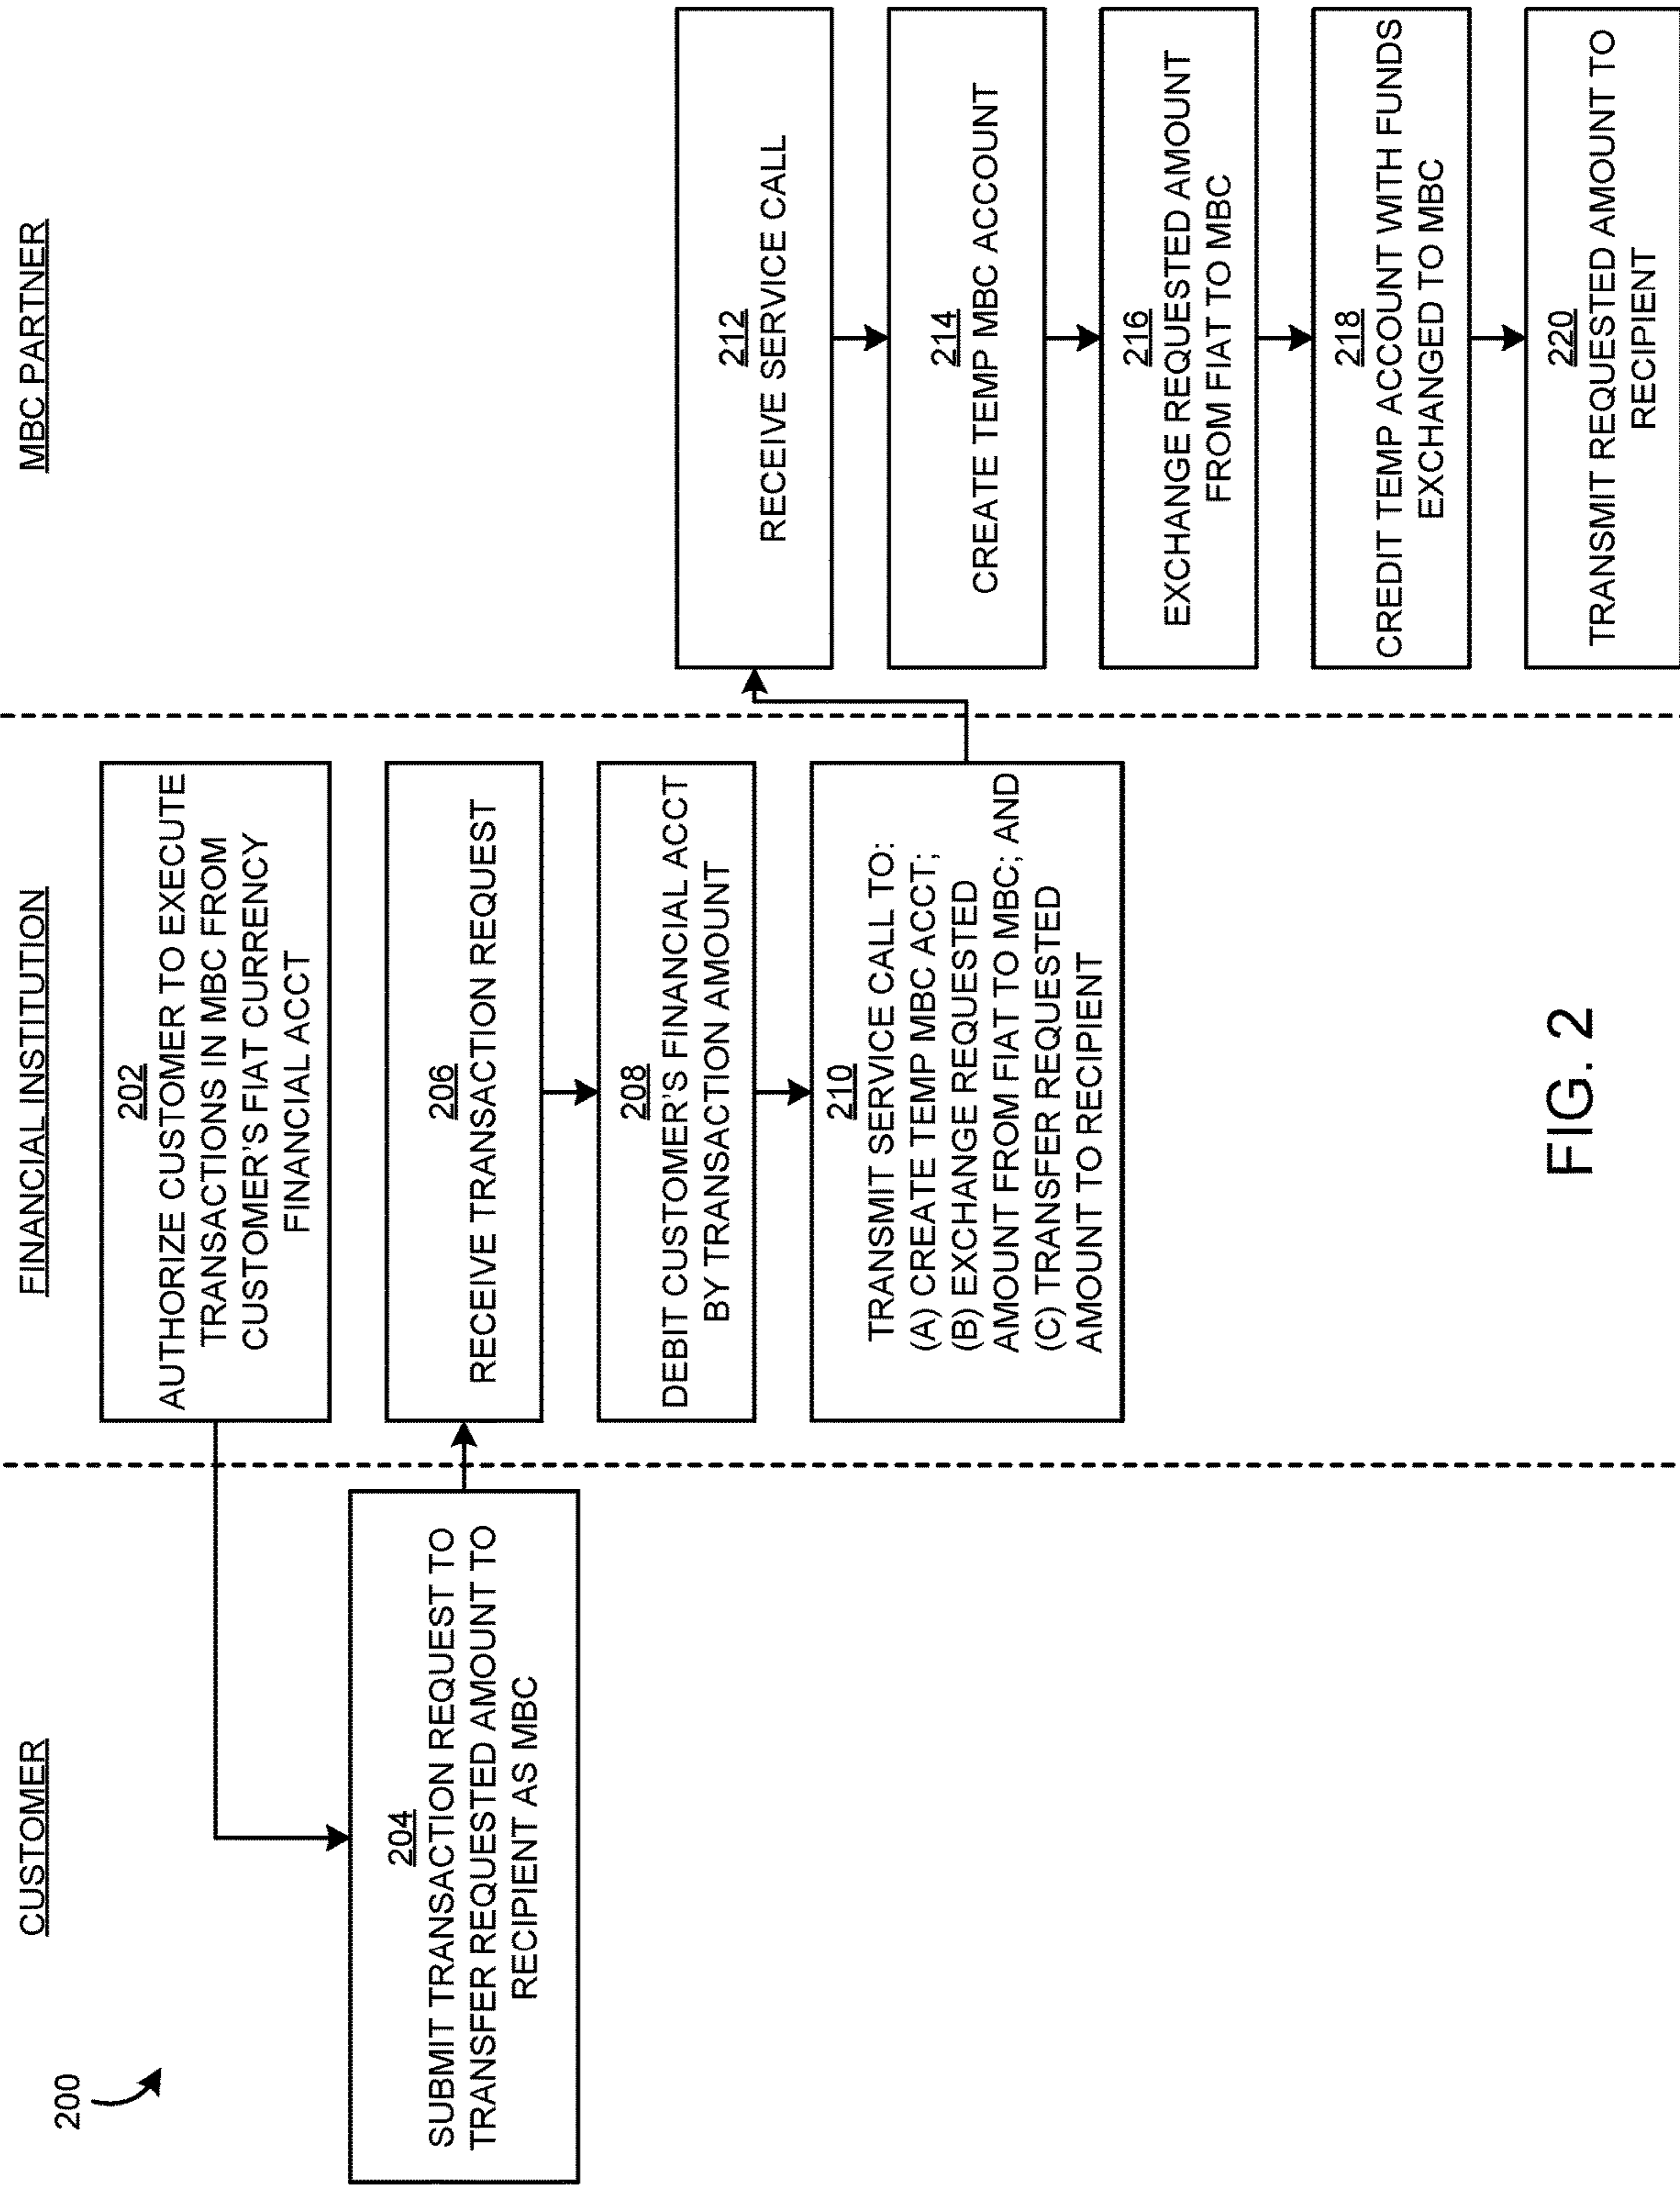 200
CUSTOMER
FINANCIAL INSTITUTION
MBC PARTNER
202
AUTHORIZE CUSTOMER TO EXECUTE
TRANSACTIONS IN MBC FROM
CUSTOMER'S FIAT CURRENCY
FINANCIAL ACCT
204
SUBMIT TRANSACTION REQUEST TO
TRANSFER REQUESTED AMOUNT TO
RECIPIENT AS MBC
206
RECEIVE TRANSACTION REQUEST
208
DEBIT CUSTOMER'S FINANCIAL ACCT
BY TRANSACTION AMOUNT
210
TRANSMIT SERVICE CALL TO:
(A) CREATE TEMP MBC ACCT;
(B) EXCHANGE REQUESTED
AMOUNT FROM FIAT TO MBC; AND
(C) TRANSFER REQUESTED
AMOUNT TO RECIPIENT
212
RECEIVE SERVICE CALL
214
CREATE TEMP MBC ACCOUNT
216
EXCHANGE REQUESTED AMOUNT
FROM FIAT TO MBC
218
CREDIT TEMP ACCOUNT WITH FUNDS
EXCHANGED TO MBC
220
TRANSMIT REQUESTED AMOUNT TO
RECIPIENT
FIG. 2